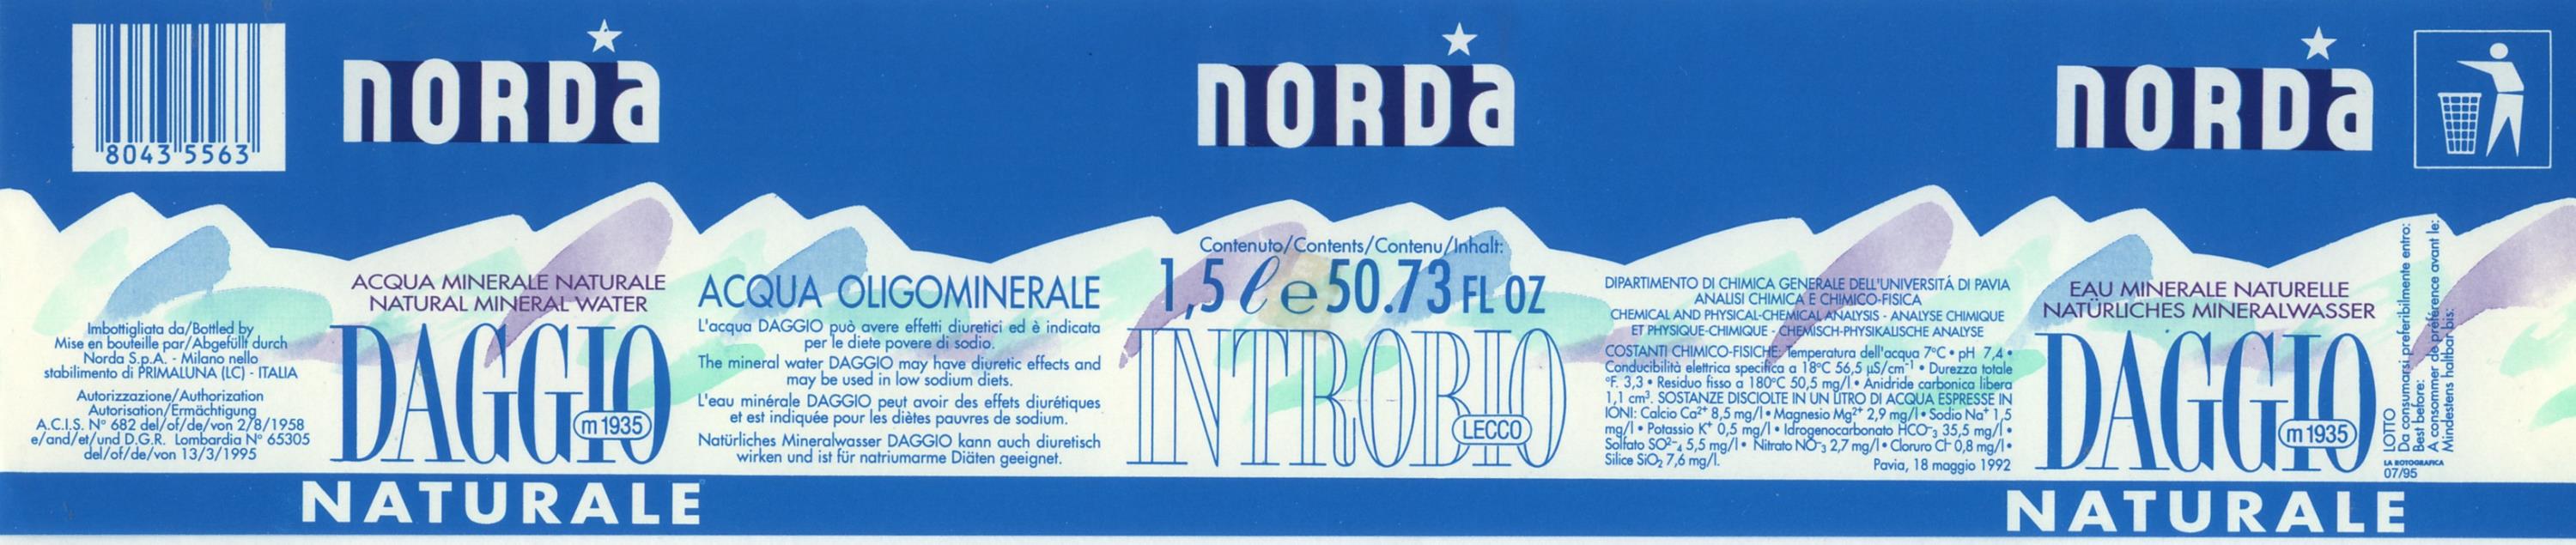 8043 5563
NORDA
Imbottigliata da/Bottled by
Mise en bouteille par/Abgefüllt durch
Norda S.p.A. - Milano nello
stabilimento di PRIMALUNA (LC) - ITALIA
Autorizzazione/Authorization
Autorisation/Ermächtigung
A.C.I.S. N° 682 del/of/de/von 2/8/1958
e/and/et/und D.G.R. Lombardia N° 65305
del/of/de/von 13/3/1995
ACQUA MINERALE NATURALE
NATURAL MINERAL WATER
DAGGIO
m 1935
NATURALE
ACQUA OLIGOMINERALE
L'acqua DAGGIO può avere effetti diuretici ed è indicata
per le diete povere di sodio.
The mineral water DAGGIO may have diuretic effects and
may be used in low sodium diets.
L'eau minérale DAGGIO peut avoir des effets diurétiques
et est indiquée pour les diètes pauvres de sodium.
Natürliches Mineralwasser DAGGIO kann auch diuretisch
wirken und ist für natriumarme Diäten geeignet.
NORDA
Contenuto/Contents/Contenu/Inhalt:
1,5 ℓ e 50.73 FL OZ
INTROBIO
LECCO
DIPARTIMENTO DI CHIMICA GENERALE DELL'UNIVERSITÁ DI PAVIA
ANALISI CHIMICA E CHIMICO-FISICA
CHEMICAL AND PHYSICAL-CHEMICAL ANALYSIS - ANALYSE CHIMIQUE
ET PHYSIQUE-CHIMIQUE - CHEMISCH-PHYSIKALISCHE ANALYSE
COSTANTI CHIMICO-FISICHE: Temperatura dell'acqua 7°C • pH 7,4 •
Conducibilità elettrica specifica a 18°C 56,5 µS/cm⁻¹ • Durezza totale
°F. 3,3 • Residuo fisso a 180°C 50,5 mg/l • Anidride carbonica libera
1,1 cm³. SOSTANZE DISCIOLTE IN UN LITRO DI ACQUA ESPRESSE IN
IONI: Calcio Ca²⁺ 8,5 mg/l • Magnesio Mg²⁺ 2,9 mg/l • Sodio Na⁺ 1,5
mg/l • Potassio K⁺ 0,5 mg/l • Idrogenocarbonato HCO⁻₃ 35,5 mg/l •
Solfato SO²⁻₄ 5,5 mg/l • Nitrato NO⁻₃ 2,7 mg/l • Cloruro Cl⁻ 0,8 mg/l •
Silice SiO₂ 7,6 mg/l. Pavia, 18 maggio 1992
NORDA
EAU MINERALE NATURELLE
NATÜRLICHES MINERALWASSER
DAGGIO
m 1935
NATURALE
LOTTO
Da consumarsi preferibilmente entro:
Best before:
A consommer de préférence avant le:
Mindestens haltbar bis:
LA ROTOGRAFICA
07/95